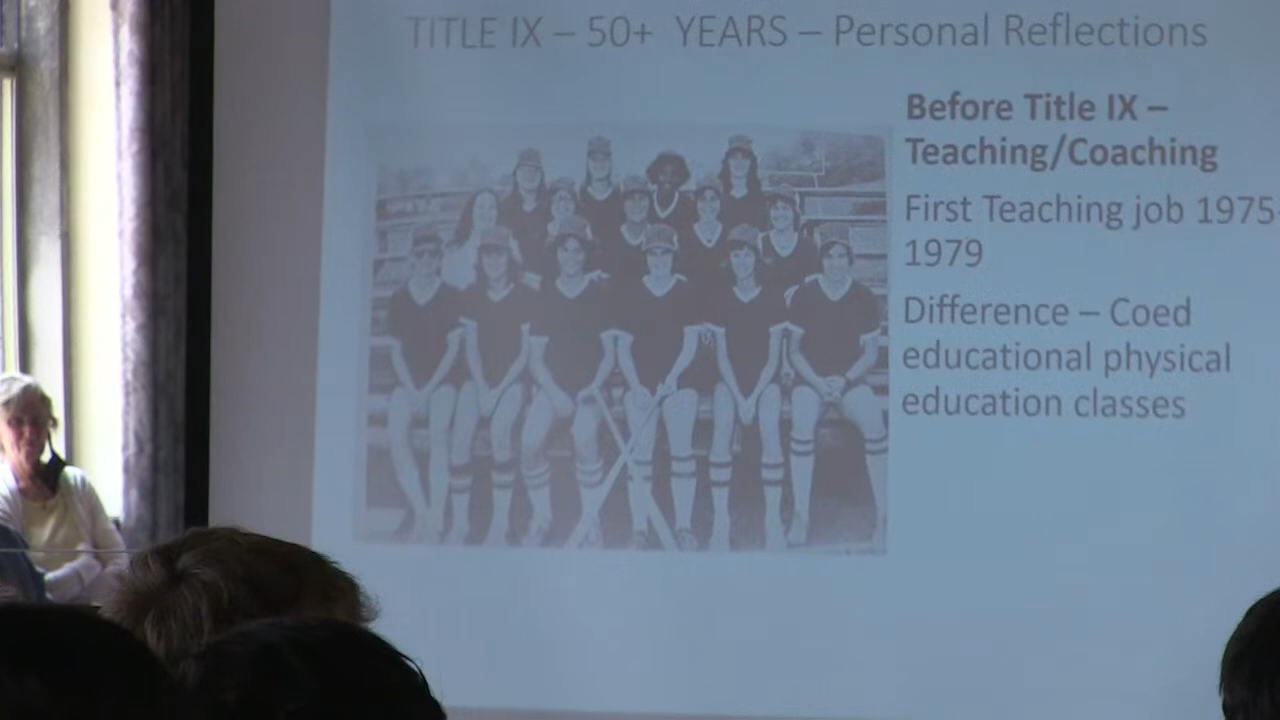 TITLE IX – 50+ YEARS – Personal Reflections
Before Title IX –
Teaching/Coaching
First Teaching job 1975-
1979
Difference – Coed
educational physical
education classes